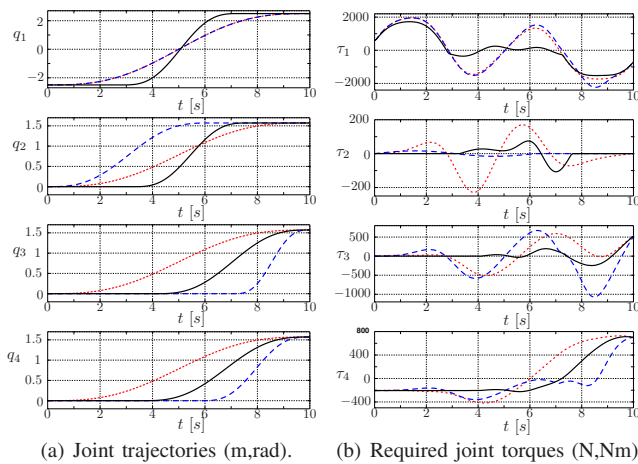 q1
2
0
−2
0 2 4 6 8 10
t [s]
q2
1.5
1
0.5
0
0 2 4 6 8 10
t [s]
q3
1.5
1
0.5
0
0 2 4 6 8 10
t [s]
q4
1.5
1
0.5
0
0 2 4 6 8 10
t [s]
(a) Joint trajectories (m,rad).
τ1
2000
0
−2000
0 2 4 6 8 10
t [s]
τ2
200
0
−200
0 2 4 6 8 10
t [s]
τ3
500
0
−500
−1000
0 2 4 6 8 10
t [s]
τ4
800
400
0
−200
0 2 4 6 8 10
t [s]
(b) Required joint torques (N,Nm)